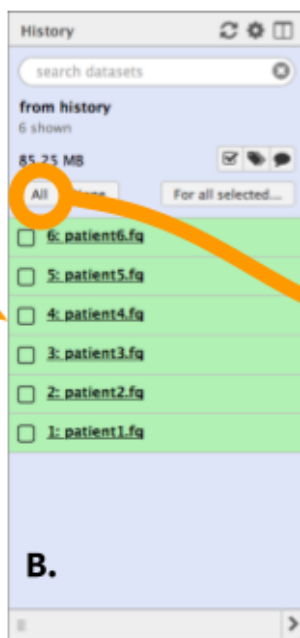 History
search datasets
from history
6 shown
85.25 MB
All For all selected...
6: patient6.fq
5: patient5.fq
4: patient4.fq
3: patient3.fq
2: patient2.fq
1: patient1.fq
B.